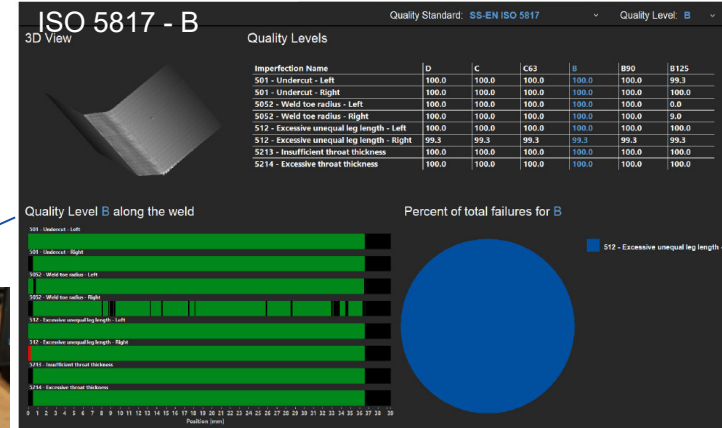 ISO 5817 - B
Quality Standard: SS-EN ISO 5817 Quality Level: B
3D View
Quality Levels
Imperfection Name D C C63 B B90 B125
501 - Undercut - Left 100.0 100.0 100.0 100.0 100.0 99.3
501 - Undercut - Right 100.0 100.0 100.0 100.0 100.0 100.0
5052 - Weld toe radius - Left 100.0 100.0 100.0 100.0 100.0 0.0
5052 - Weld toe radius - Right 100.0 100.0 100.0 100.0 100.0 9.0
512 - Excessive unequal leg length - Left 100.0 100.0 100.0 100.0 100.0 100.0
512 - Excessive unequal leg length - Right 99.3 99.3 99.3 99.3 99.3 99.3
5213 - Insufficient throat thickness 100.0 100.0 100.0 100.0 100.0 100.0
5214 - Excessive throat thickness 100.0 100.0 100.0 100.0 100.0 100.0
Quality Level B along the weld
501 - Undercut - Left
501 - Undercut - Right
5052 - Weld toe radius - Left
5052 - Weld toe radius - Right
512 - Excessive unequal leg length - Left
512 - Excessive unequal leg length - Right
5213 - Insufficient throat thickness
5214 - Excessive throat thickness
0 1 2 3 4 5 6 7 8 9 10 11 12 13 14 15 16 17 18 19 20 21 22 23 24 25 26 27 28 29 30 31 32 33 34 35 36 37 38 39
Position [mm]
Percent of total failures for B
512 - Excessive unequal leg length -